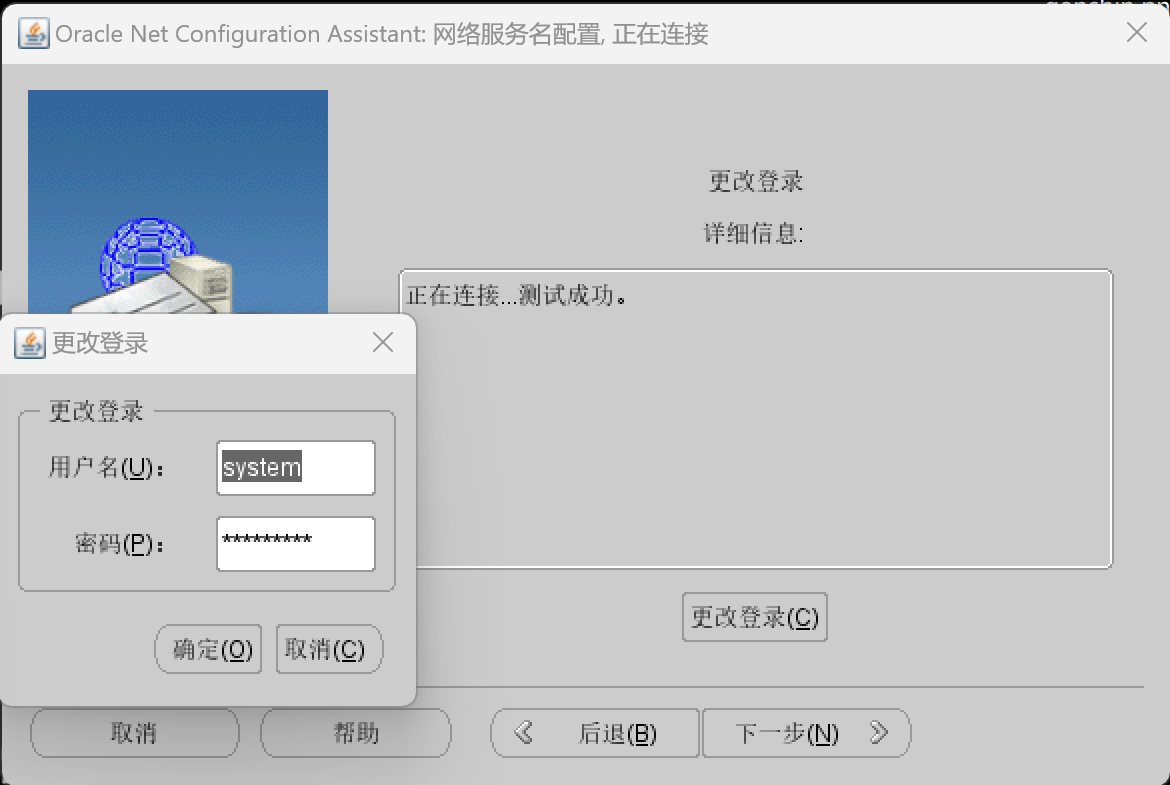 Oracle Net Configuration Assistant: 网络服务名配置, 正在连接
更改登录
详细信息:
正在连接...测试成功。
更改登录
更改登录
用户名(U):
system
密码(P):
*********
确定(O)
取消(C)
更改登录(C)
取消
帮助
后退(B)
下一步(N)